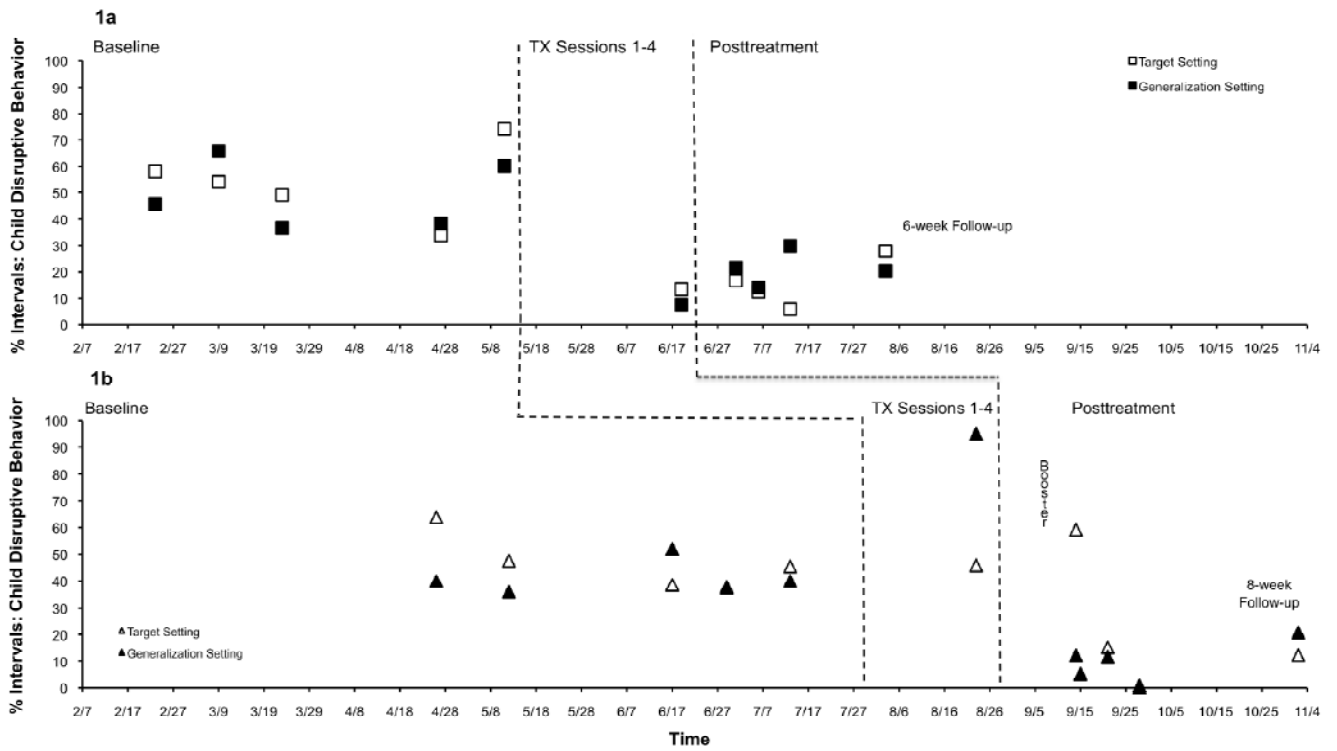 1a
Baseline TX Sessions 1-4 Posttreatment
Target Setting
Generalization Setting
% Intervals: Child Disruptive Behavior
100
90
80
70
60
50
40
30
20
10
0
6-week Follow-up
2/7 2/17 2/27 3/9 3/19 3/29 4/8 4/18 4/28 5/8 5/18 5/28 6/7 6/17 6/27 7/7 7/17 7/27 8/6 8/16 8/26 9/5 9/15 9/25 10/5 10/15 10/25 11/4
1b
Baseline TX Sessions 1-4 Posttreatment
% Intervals: Child Disruptive Behavior
100
90
80
70
60
50
40
30
20
10
0
Booster
8-week
Follow-up
Target Setting
Generalization Setting
2/7 2/17 2/27 3/9 3/19 3/29 4/8 4/18 4/28 5/8 5/18 5/28 6/7 6/17 6/27 7/7 7/17 7/27 8/6 8/16 8/26 9/5 9/15 9/25 10/5 10/15 10/25 11/4
Time